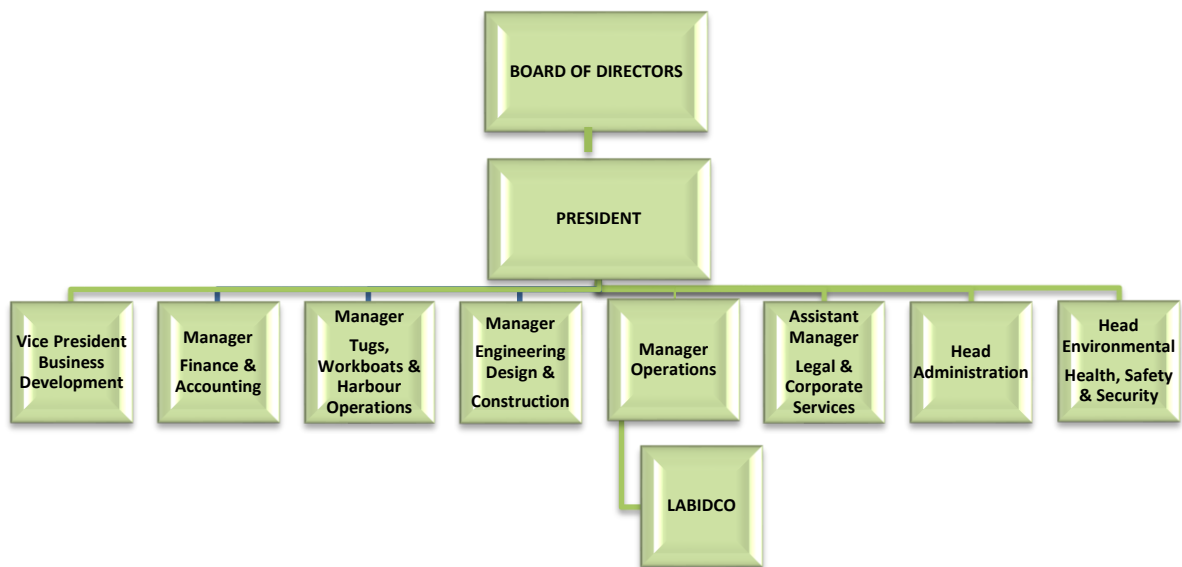 BOARD OF DIRECTORS
PRESIDENT
Vice President
Business
Development
Manager
Finance &
Accounting
Manager
Tugs,
Workboats &
Harbour
Operations
Manager
Engineering
Design &
Construction
Manager
Operations
Assistant
Manager
Legal &
Corporate
Services
Head
Administration
Head
Environmental
Health, Safety
& Security
LABIDCO